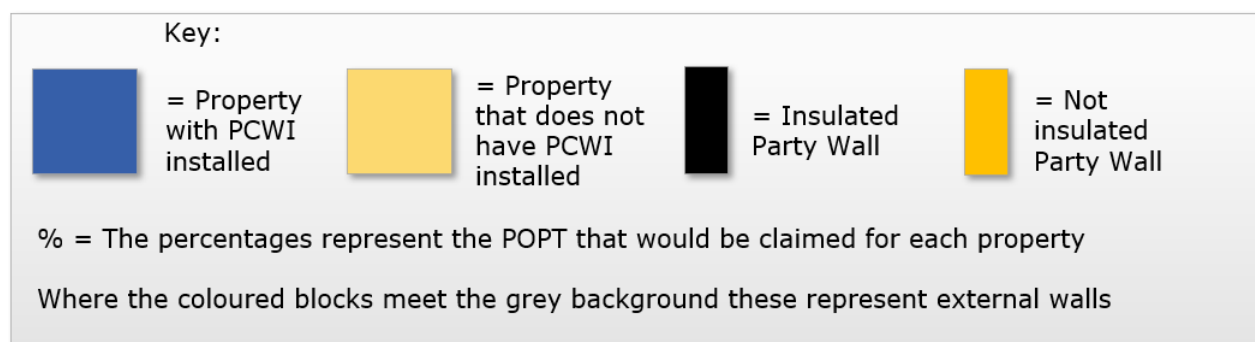 Key:
= Property
with PCWI
installed
= Property
that does not
have PCWI
installed
= Insulated
Party Wall
= Not
insulated
Party Wall
% = The percentages represent the POPT that would be claimed for each property
Where the coloured blocks meet the grey background these represent external walls